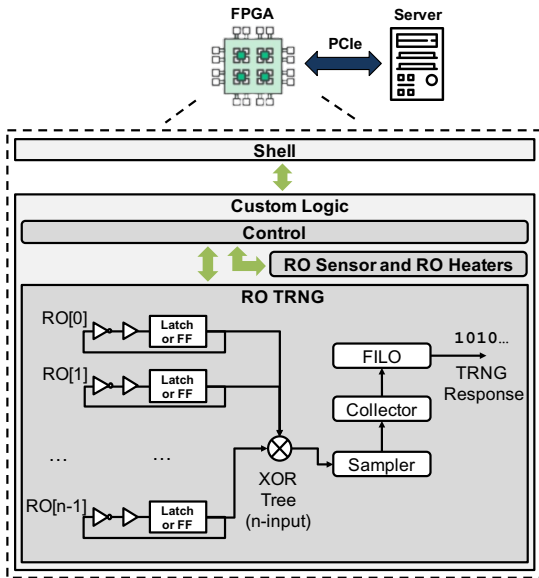 FPGA
Server
PCIe
Shell
Custom Logic
Control
RO Sensor and RO Heaters
RO TRNG
RO[0]
Latch
or FF
RO[1]
Latch
or FF
... ...
RO[n-1]
Latch
or FF
XOR
Tree
(n-input)
Sampler
Collector
FILO
1010...
TRNG
Response